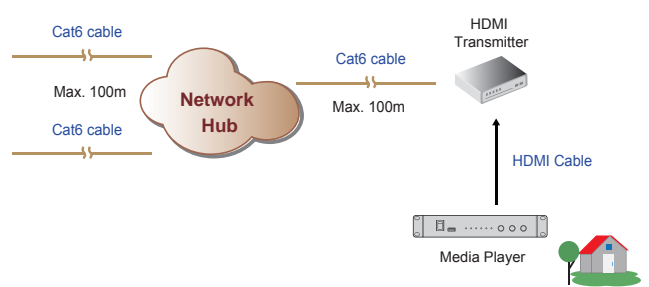 Cat6 cable
Max. 100m
Cat6 cable
Network
Hub
Cat6 cable
Max. 100m
HDMI
Transmitter
HDMI Cable
Media Player